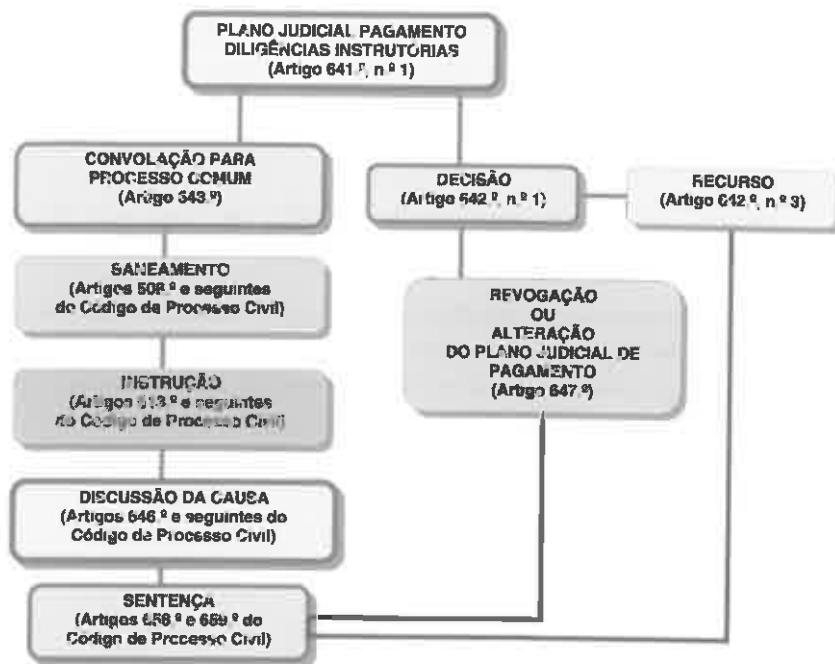 PLANO JUDICIAL PAGAMENTO
DILIGÊNCIAS INSTRUTÓRIAS
(Artigo 641.º, n.º 1)
CONVOLAÇÃO PARA
PROCESSO COMUM
(Artigo 643.º)
DECISÃO
(Artigo 642.º, n.º 1)
RECURSO
(Artigo 642.º, n.º 3)
SANEAMENTO
(Artigos 508.º e seguintes
do Código de Processo Civil)
REVOGAÇÃO
OU
ALTERAÇÃO
DO PLANO JUDICIAL DE
PAGAMENTO
(Artigo 647.º)
INSTRUÇÃO
(Artigos 513.º e seguintes
do Código de Processo Civil)
DISCUSSÃO DA CAUSA
(Artigos 646.º e seguintes do
Código de Processo Civil)
SENTENÇA
(Artigos 658.º e 659.º do
Código de Processo Civil)